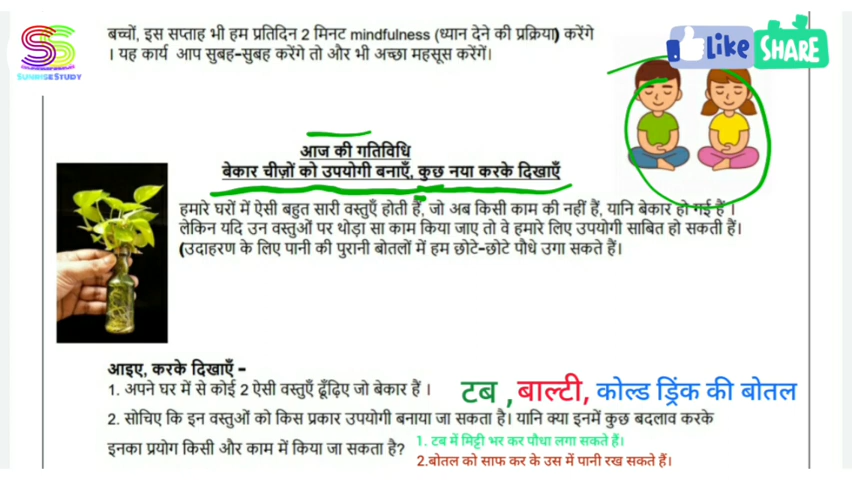 SS
SUNRISE STUDY
Like SHARE
बच्चों, इस सप्ताह भी हम प्रतिदिन 2 मिनट mindfulness (ध्यान देने की प्रक्रिया) करेंगे
। यह कार्य आप सुबह-सुबह करेंगे तो और भी अच्छा महसूस करेंगें।
आज की गतिविधि
बेकार चीज़ों को उपयोगी बनाएँ, कुछ नया करके दिखाएँ
हमारे घरों में ऐसी बहुत सारी वस्तुएँ होती हैं, जो अब किसी काम की नहीं हैं, यानि बेकार हो गई हैं ।
लेकिन यदि उन वस्तुओं पर थोड़ा सा काम किया जाए तो वे हमारे लिए उपयोगी साबित हो सकती हैं।
(उदाहरण के लिए पानी की पुरानी बोतलों में हम छोटे-छोटे पौधे उगा सकते हैं।
आइए, करके दिखाएँ -
1. अपने घर में से कोई 2 ऐसी वस्तुएँ ढूँढ़िए जो बेकार हैं । टब , बाल्टी, कोल्ड ड्रिंक की बोतल
2. सोचिए कि इन वस्तुओं को किस प्रकार उपयोगी बनाया जा सकता है। यानि क्या इनमें कुछ बदलाव करके
इनका प्रयोग किसी और काम में किया जा सकता है? 1. टब में मिट्टी भर कर पौधा लगा सकते हैं।
2.बोतल को साफ कर के उस में पानी रख सकते हैं।